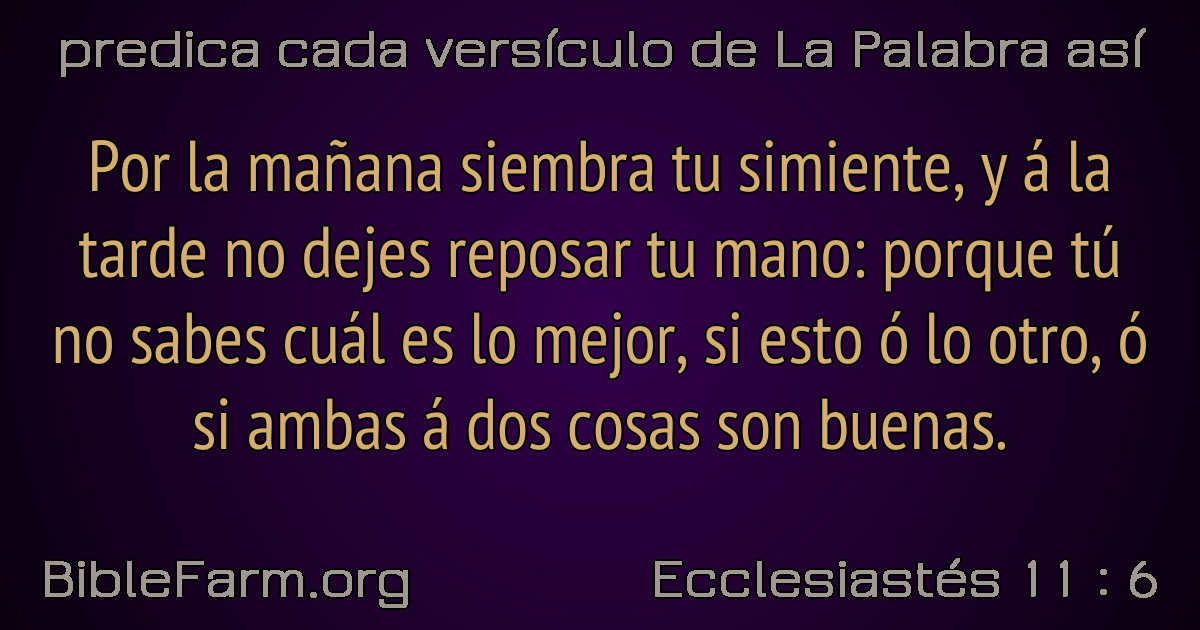 predica cada versículo de La Palabra así
Por la mañana siembra tu simiente, y á la
tarde no dejes reposar tu mano: porque tú
no sabes cuál es lo mejor, si esto ó lo otro, ó
si ambas á dos cosas son buenas.
BibleFarm.org
Ecclesiastés 11 : 6